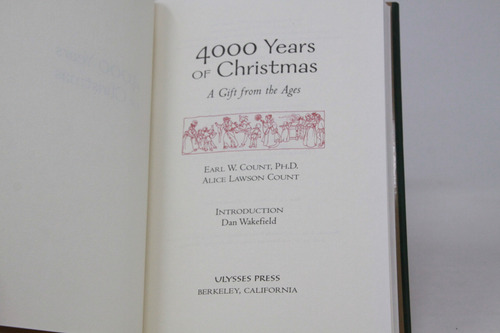 4000 Years
of Christmas
A Gift from the Ages
Earl W. Count, Ph.D.
Alice Lawson Count
Introduction
Dan Wakefield
ULYSSES PRESS
BERKELEY, CALIFORNIA